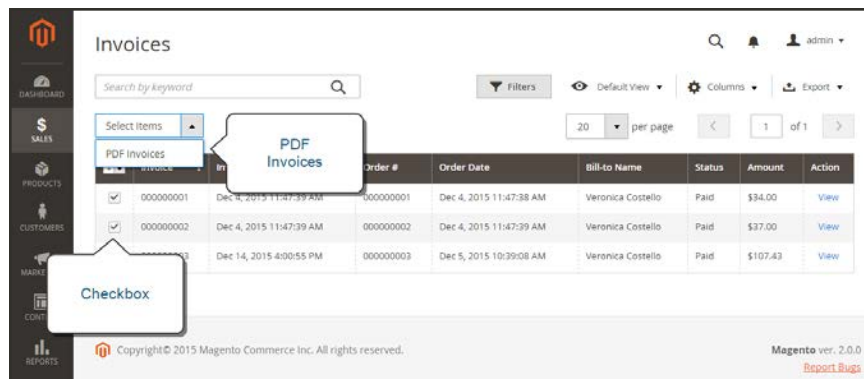 Invoices
admin
DASHBOARD
Search by keyword
Filters
Default View
Columns
Export
SALES
Select Items
20 per page
1 of 1
PDF Invoices
PDF
Invoices
PRODUCTS
Invoice
Order #
Order Date
Bill-to Name
Status
Amount
Action
000000001
Dec 4, 2015 11:47:39 AM
000000001
Dec 4, 2015 11:47:38 AM
Veronica Costello
Paid
$34.00
View
CUSTOMERS
000000002
Dec 4, 2015 11:47:39 AM
000000002
Dec 4, 2015 11:47:39 AM
Veronica Costello
Paid
$37.00
View
Dec 14, 2015 4:00:55 PM
000000003
Dec 5, 2015 10:39:08 AM
Veronica Costello
Paid
$107.43
View
Checkbox
REPORTS
Copyright© 2015 Magento Commerce Inc. All rights reserved.
Magento ver. 2.0.0
Report Bugs